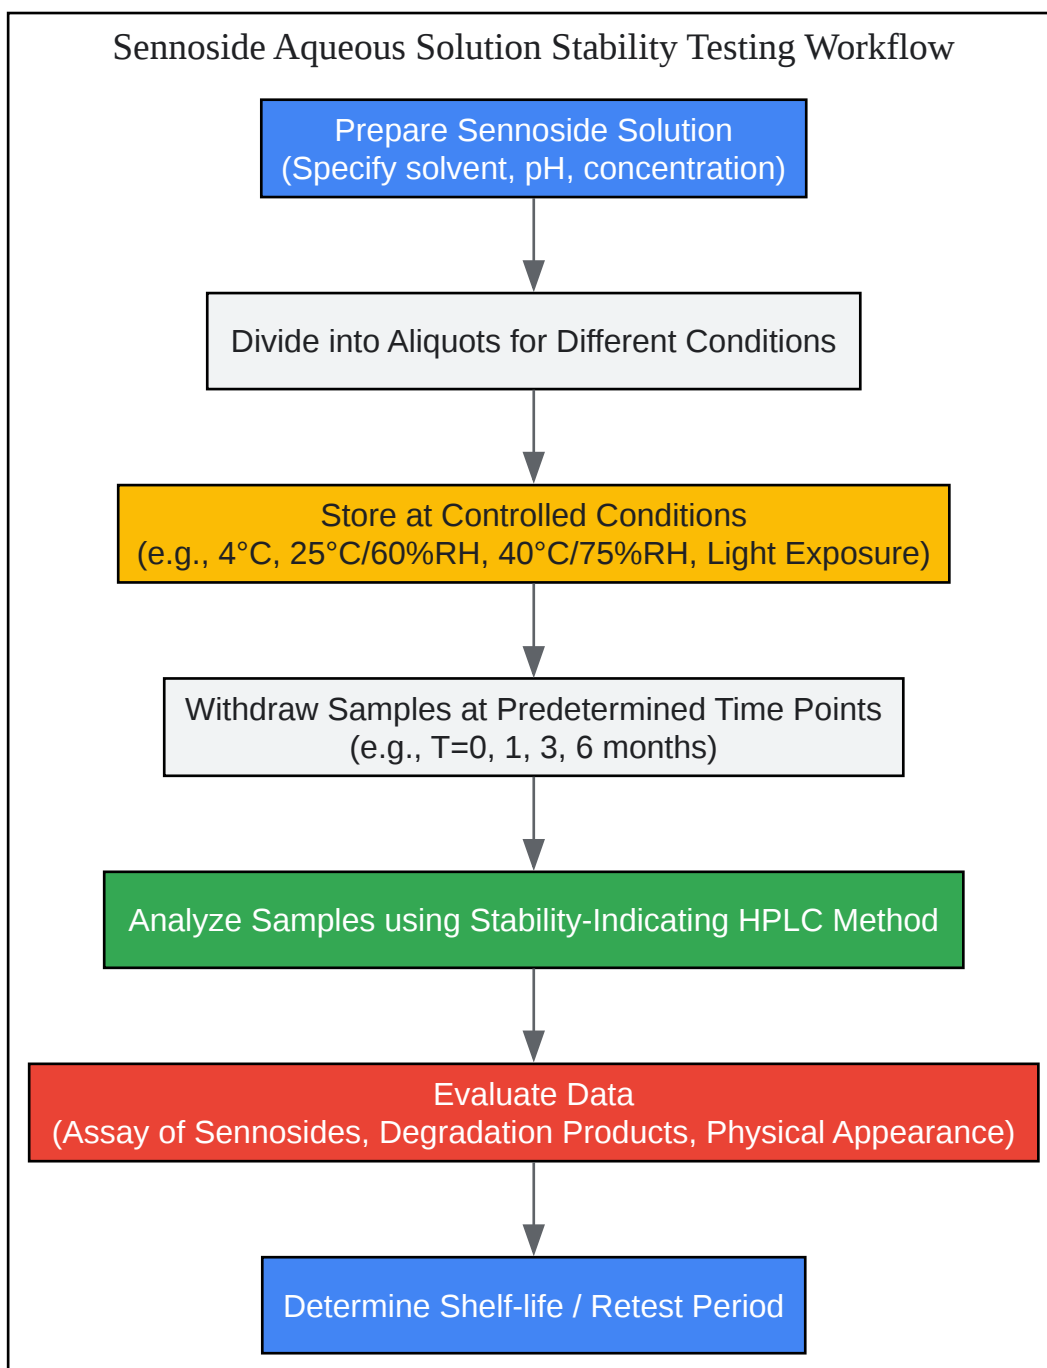 Sennoside Aqueous Solution Stability Testing Workflow
Prepare Sennoside Solution
(Specify solvent, pH, concentration)
Divide into Aliquots for Different Conditions
Store at Controlled Conditions
(e.g., 4°C, 25°C/60%RH, 40°C/75%RH, Light Exposure)
Withdraw Samples at Predetermined Time Points
(e.g., T=0, 1, 3, 6 months)
Analyze Samples using Stability-Indicating HPLC Method
Evaluate Data
(Assay of Sennosides, Degradation Products, Physical Appearance)
Determine Shelf-life / Retest Period